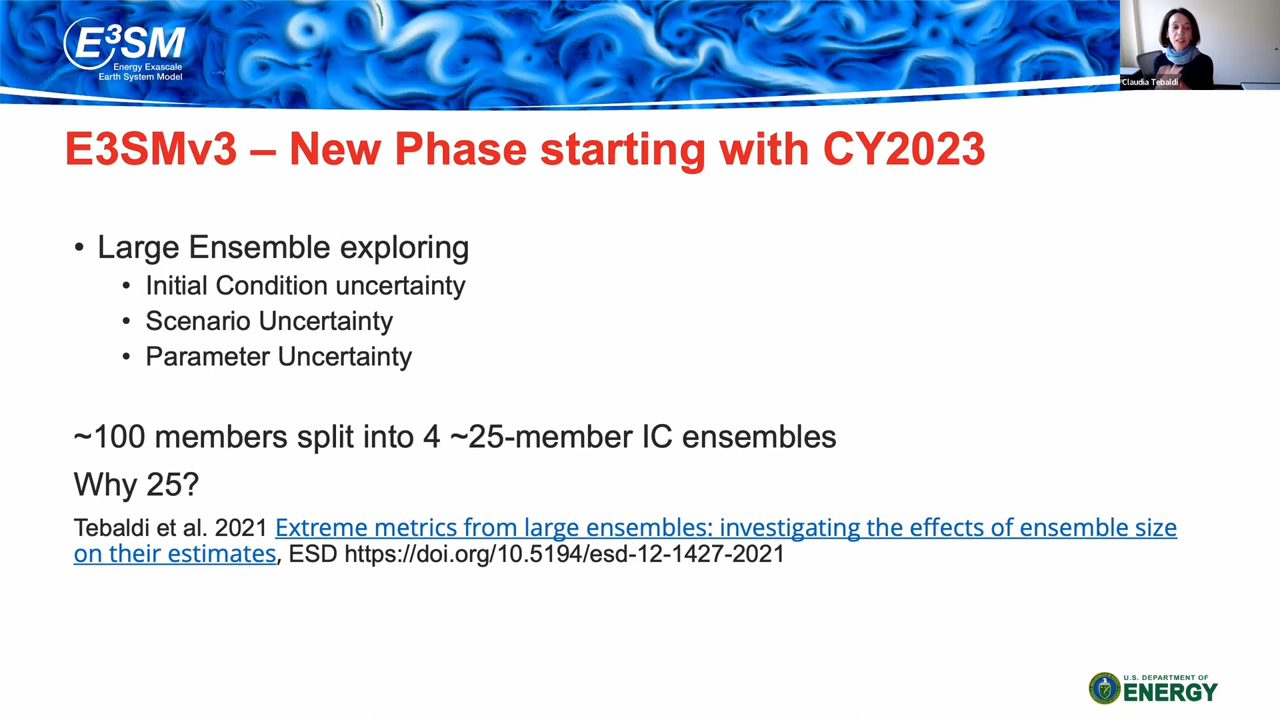 E³SM
Energy Exascale
Earth System Model
Claudia Tebaldi
E3SMv3 – New Phase starting with CY2023
• Large Ensemble exploring
• Initial Condition uncertainty
• Scenario Uncertainty
• Parameter Uncertainty
~100 members split into 4 ~25-member IC ensembles
Why 25?
Tebaldi et al. 2021 Extreme metrics from large ensembles: investigating the effects of ensemble size
on their estimates, ESD https://doi.org/10.5194/esd-12-1427-2021
U.S. DEPARTMENT OF
ENERGY